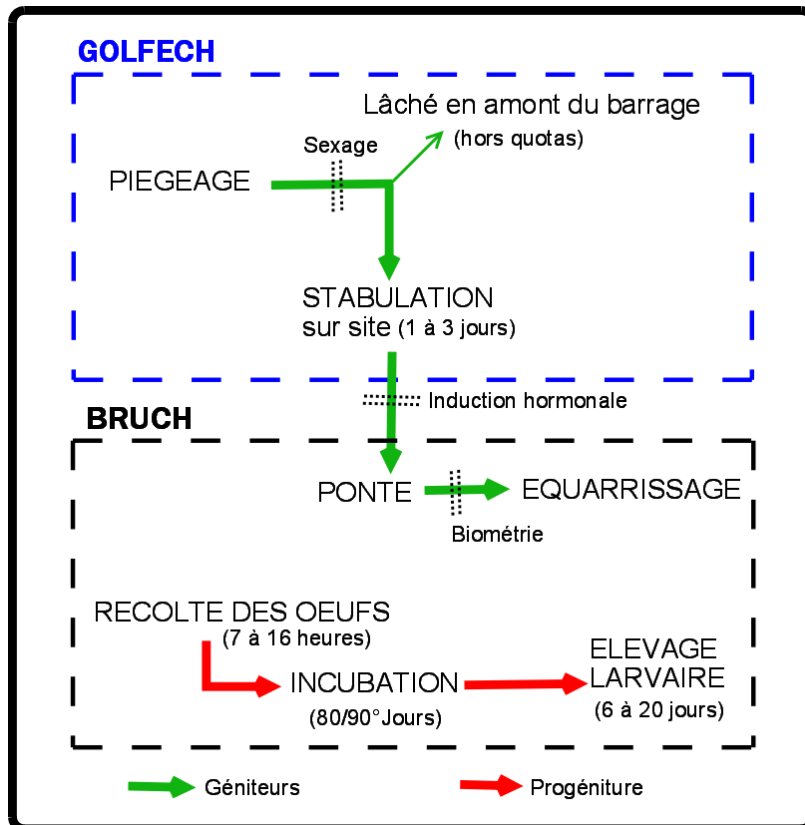 GOLFECH
Lâché en amont du barrage
(hors quotas)
Sexage
PIEGEAGE
STABULATION
sur site (1 à 3 jours)
Induction hormonale
BRUCH
PONTE
EQUARRISSAGE
Biométrie
RECOLTE DES OEUFS
(7 à 16 heures)
INCUBATION
(80/90°Jours)
ELEVAGE
LARVAIRE
(6 à 20 jours)
Géniteurs
Progéniture